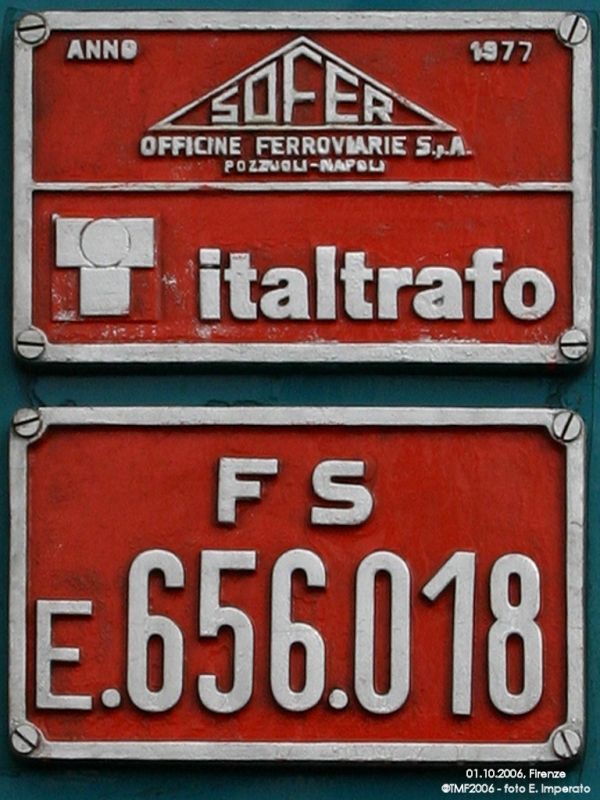 ANNO 1977
SOFER
OFFICINE FERROVIARIE S.p.A.
POZZUOLI-NAPOLI
italtrafo
FS
E.656.018
01.10.2006, Firenze
©TMF2006 - foto E. Imperato